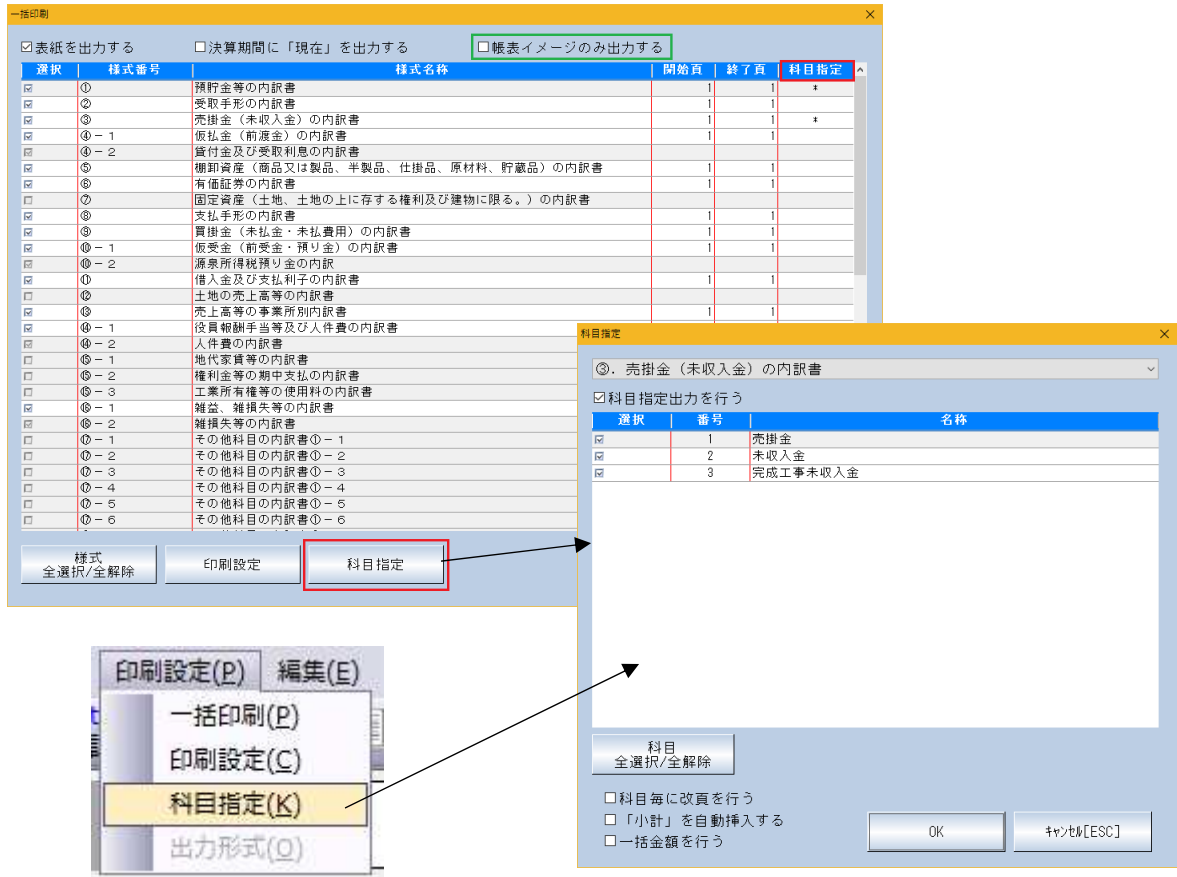 一括印刷
表紙を出力する 決算期間に「現在」を出力する 帳表イメージのみ出力する
選択 様式番号 様式名称 開始頁 終了頁 科目指定
① 預貯金等の内訳書 1 1 *
② 受取手形の内訳書 1 1
③ 売掛金（未収入金）の内訳書 1 1 *
④－１ 仮払金（前渡金）の内訳書 1 1
④－２ 貸付金及び受取利息の内訳書
⑤ 棚卸資産（商品又は製品、半製品、仕掛品、原材料、貯蔵品）の内訳書 1 1
⑥ 有価証券の内訳書 1 1
⑦ 固定資産（土地、土地の上に存する権利及び建物に限る。）の内訳書
⑧ 支払手形の内訳書 1 1
⑨ 買掛金（未払金・未払費用）の内訳書 1 1
⑩－１ 仮受金（前受金・預り金）の内訳書 1 1
⑩－２ 源泉所得税預り金の内訳
⑪ 借入金及び支払利子の内訳書 1 1
⑫ 土地の売上高等の内訳書
⑬ 売上高等の事業所別内訳書 1 1
⑭－１ 役員報酬手当等及び人件費の内訳書
⑭－２ 人件費の内訳書
⑮－１ 地代家賃等の内訳書
⑮－２ 権利金等の期中支払の内訳書
⑮－３ 工業所有権等の使用料の内訳書
⑯－１ 雑益、雑損失等の内訳書
⑯－２ 雑損失等の内訳書
⑰－１ その他科目の内訳書①－１
⑰－２ その他科目の内訳書①－２
⑰－３ その他科目の内訳書①－３
⑰－４ その他科目の内訳書①－４
⑰－５ その他科目の内訳書①－５
⑰－６ その他科目の内訳書①－６
様式
全選択/全解除
印刷設定
科目指定
科目指定
③．売掛金（未収入金）の内訳書
科目指定出力を行う
選択 番号 名称
1 売掛金
2 未収入金
3 完成工事未収入金
科目
全選択/全解除
科目毎に改頁を行う
「小計」を自動挿入する
一括金額を行う
OK
ｷｬﾝｾﾙ[ESC]
印刷設定(P) 編集(E)
一括印刷(P)
印刷設定(C)
科目指定(K)
出力形式(O)